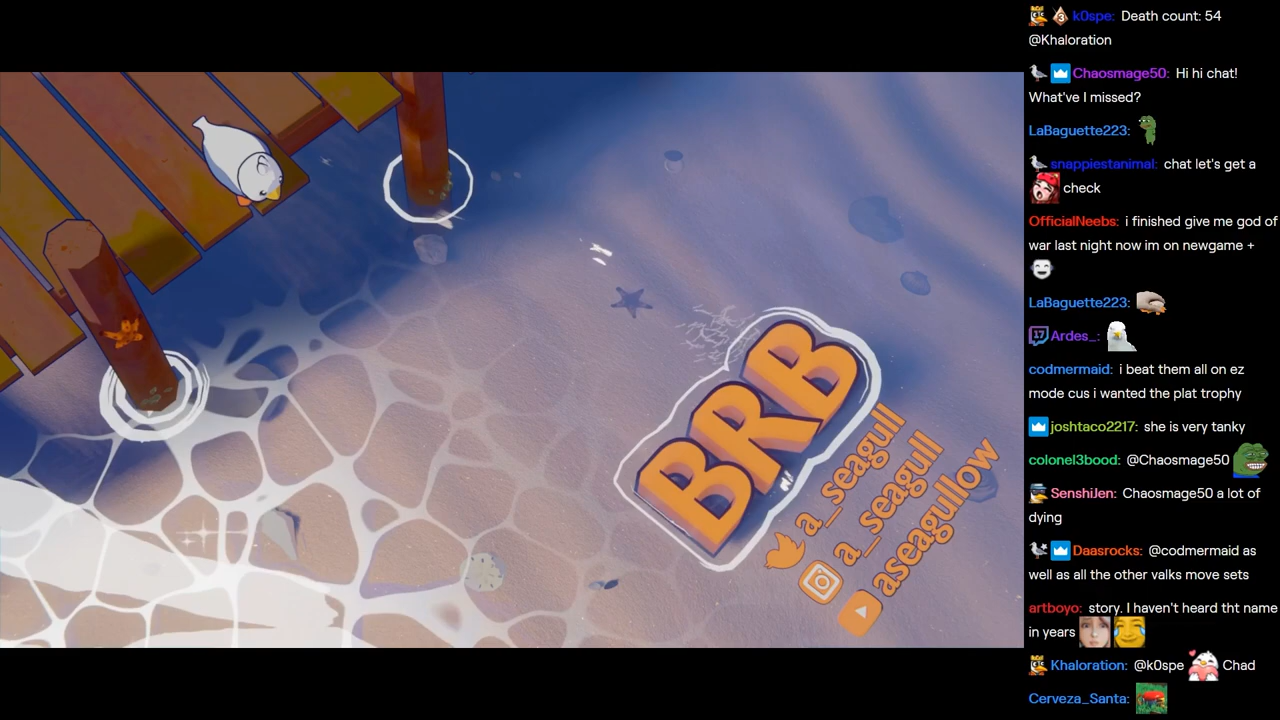 BRB
a_seagull
a_seagull
aseagullow
k0spe: Death count: 54
@Khaloration
Chaosmage50: Hi hi chat!
What've I missed?
LaBaguette223:
snappiestanimal: chat let's get a
check
OfficialNeebs: i finished give me god of
war last night now im on newgame +
LaBaguette223:
17 Ardes_:
codmermaid: i beat them all on ez
mode cus i wanted the plat trophy
joshtaco2217: she is very tanky
colonel3bood: @Chaosmage50
SenshiJen: Chaosmage50 a lot of
dying
Daasrocks: @codmermaid as
well as all the other valks move sets
artboyo: story. I haven't heard tht name
in years
Khaloration: @k0spe Chad
Cerveza_Santa: